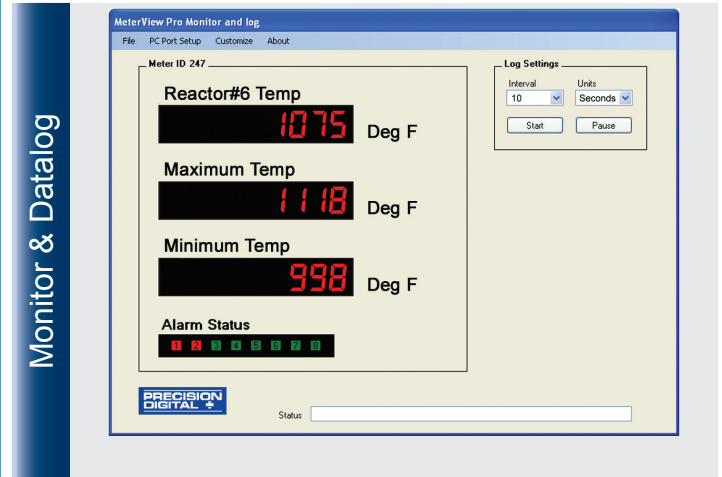 Monitor & Datalog
MeterView Pro Monitor and log
File PC Port Setup Customize About
Meter ID 247
Reactor#6 Temp
1075 Deg F
Maximum Temp
1118 Deg F
Minimum Temp
998 Deg F
Alarm Status
1 2 3 4 5 6 7 8
Log Settings
Interval Units
10 Seconds
Start Pause
PRECISION
DIGITAL
Status